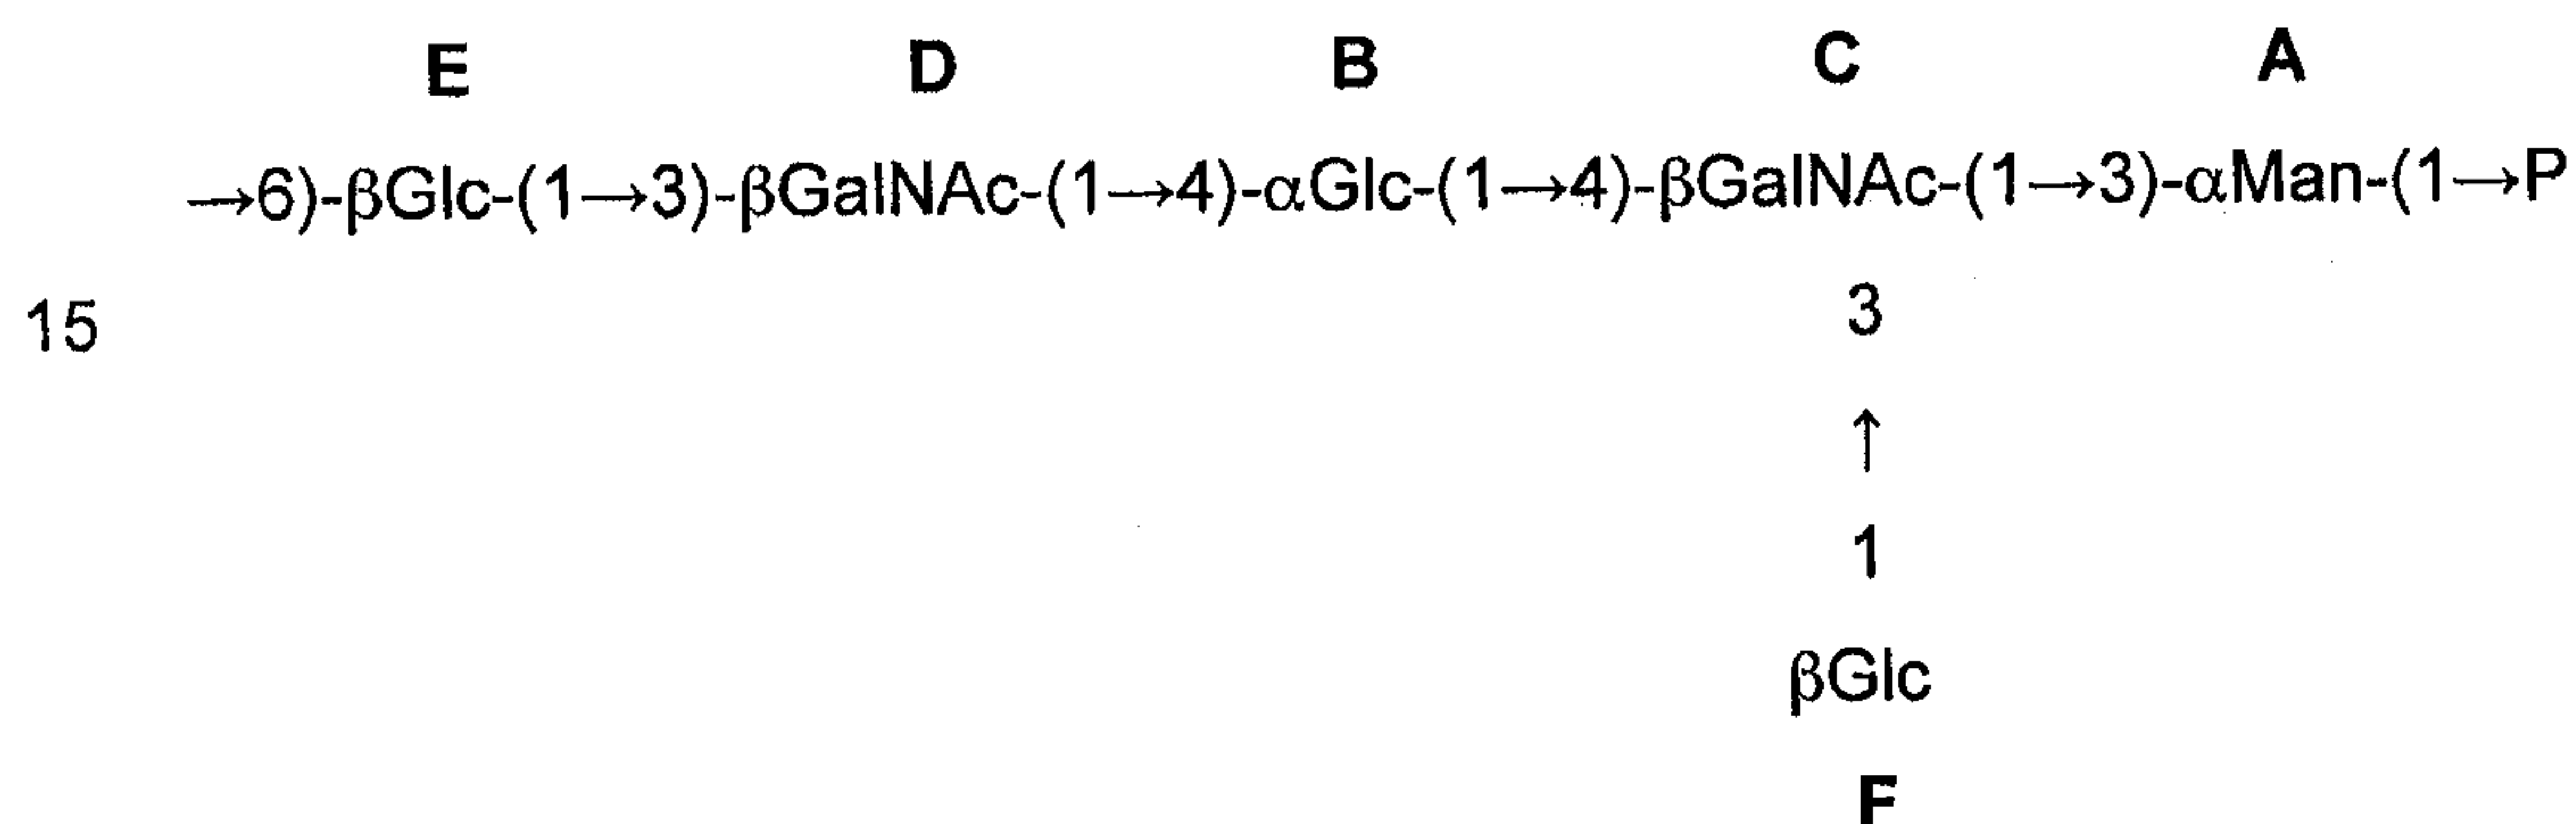 E D B C A
→6)-βGlc-(1→3)-βGalNAc-(1→4)-αGlc-(1→4)-βGalNAc-(1→3)-αMan-(1→P
15 3
↑
1
βGlc
F